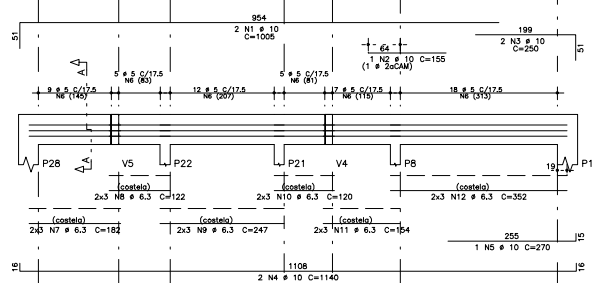 954
2 N1 ø 10
C=1005
51
199
2 N3 ø 10
C=250
51
64
1 N2 ø 10 C=155
(1 ø 2aCAM)
A
5 ø 5 C/17.5
N6 (83)
5 ø 5 C/17.5
N6 (81)
9 ø 5 C/17.5
N6 (145)
12 ø 5 C/17.5
N6 (207)
7 ø 5 C/17.5
N6 (115)
18 ø 5 C/17.5
N6 (313)
A
P28
V5
P22
P21
V4
P8
19
P1
(costela)
2x3 N8 ø 6.3 C=122
(costela)
2x3 N10 ø 6.3 C=120
(costela)
2x3 N12 ø 6.3 C=352
(costela)
2x3 N7 ø 6.3 C=182
(costela)
2x3 N9 ø 6.3 C=247
(costela)
2x3 N11 ø 6.3 C=154
255
1 N5 ø 10 C=270
15
16
1108
2 N4 ø 10 C=1140
16